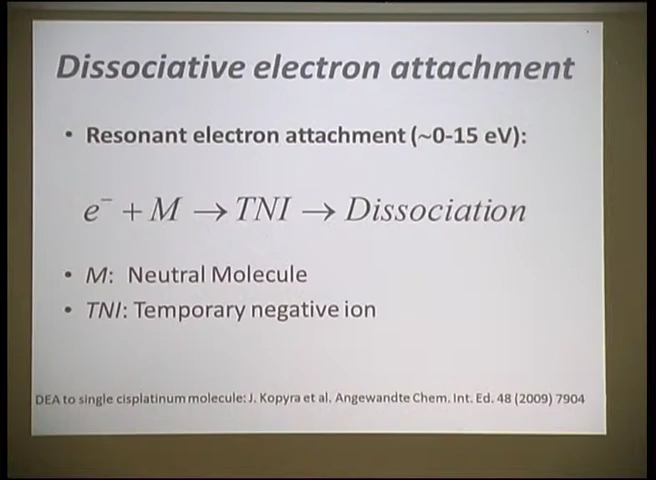 Dissociative electron attachment
• Resonant electron attachment (~0-15 eV):
e⁻ + M → TNI → Dissociation
• M: Neutral Molecule
• TNI: Temporary negative ion
DEA to single cisplatinum molecule: J. Kopyra et al. Angewandte Chem. Int. Ed. 48 (2009) 7904